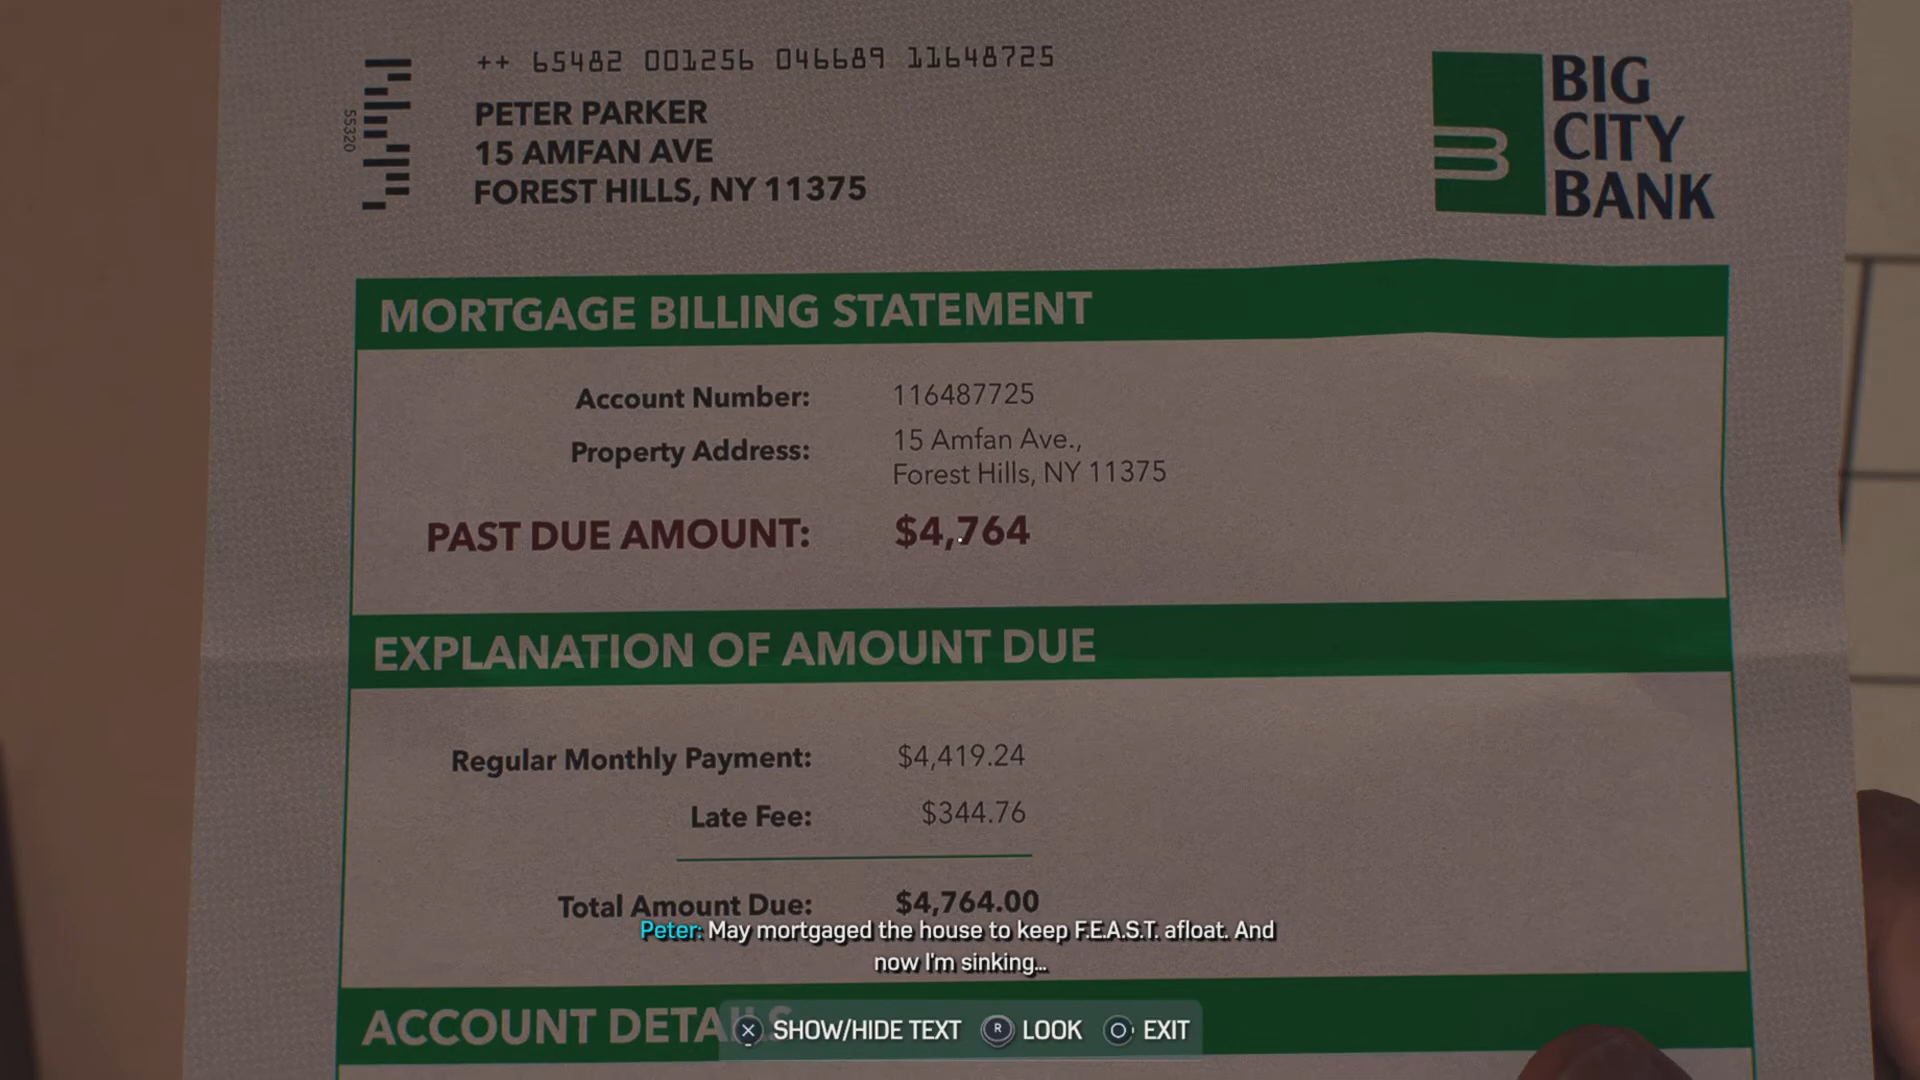 ++ 65482 001256 046689 11648725
55320
PETER PARKER
15 AMFAN AVE
FOREST HILLS, NY 11375
BIG
CITY
BANK
MORTGAGE BILLING STATEMENT
Account Number: 116487725
Property Address: 15 Amfan Ave.,
Forest Hills, NY 11375
PAST DUE AMOUNT: $4,764
EXPLANATION OF AMOUNT DUE
Regular Monthly Payment: $4,419.24
Late Fee: $344.76
Total Amount Due: $4,764.00
Peter: May mortgaged the house to keep F.E.A.S.T. afloat. And
now I'm sinking...
ACCOUNT DETAILS
SHOW/HIDE TEXT R LOOK EXIT